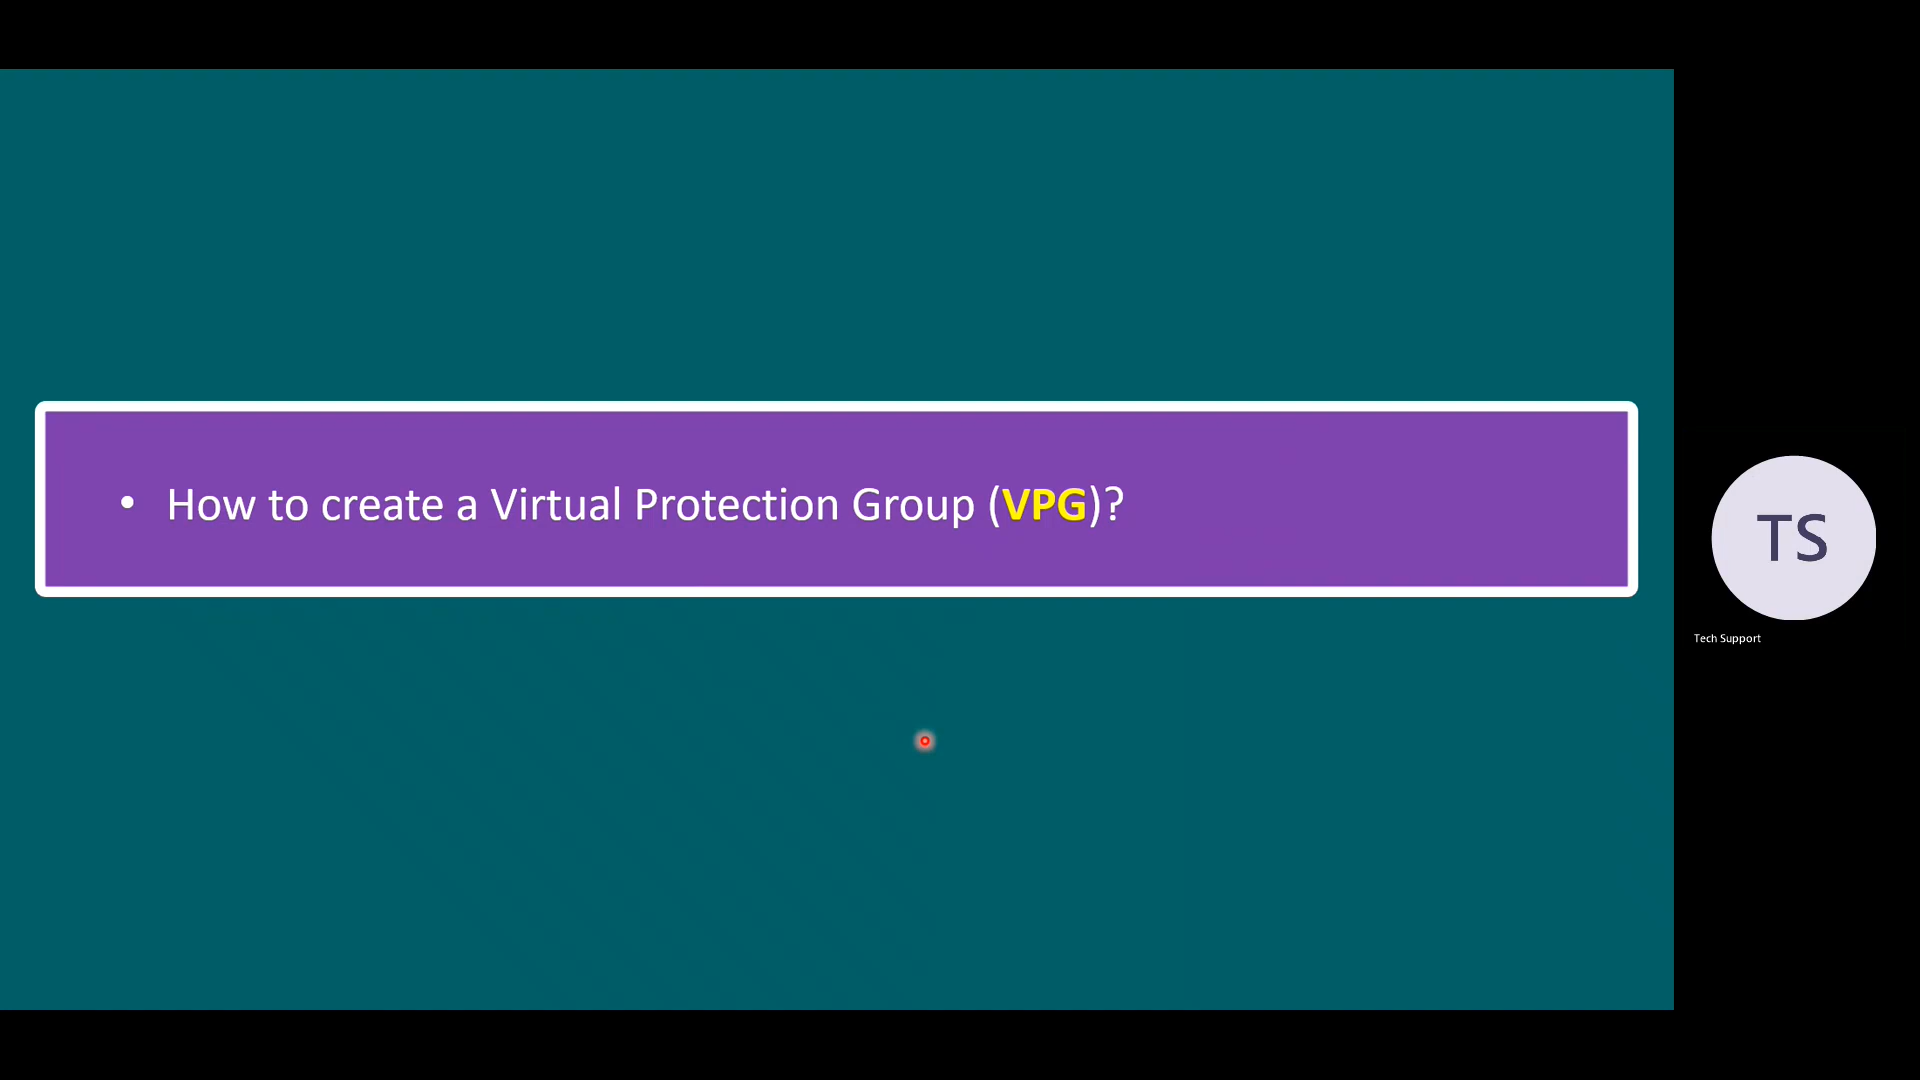 • How to create a Virtual Protection Group (VPG)?
TS
Tech Support